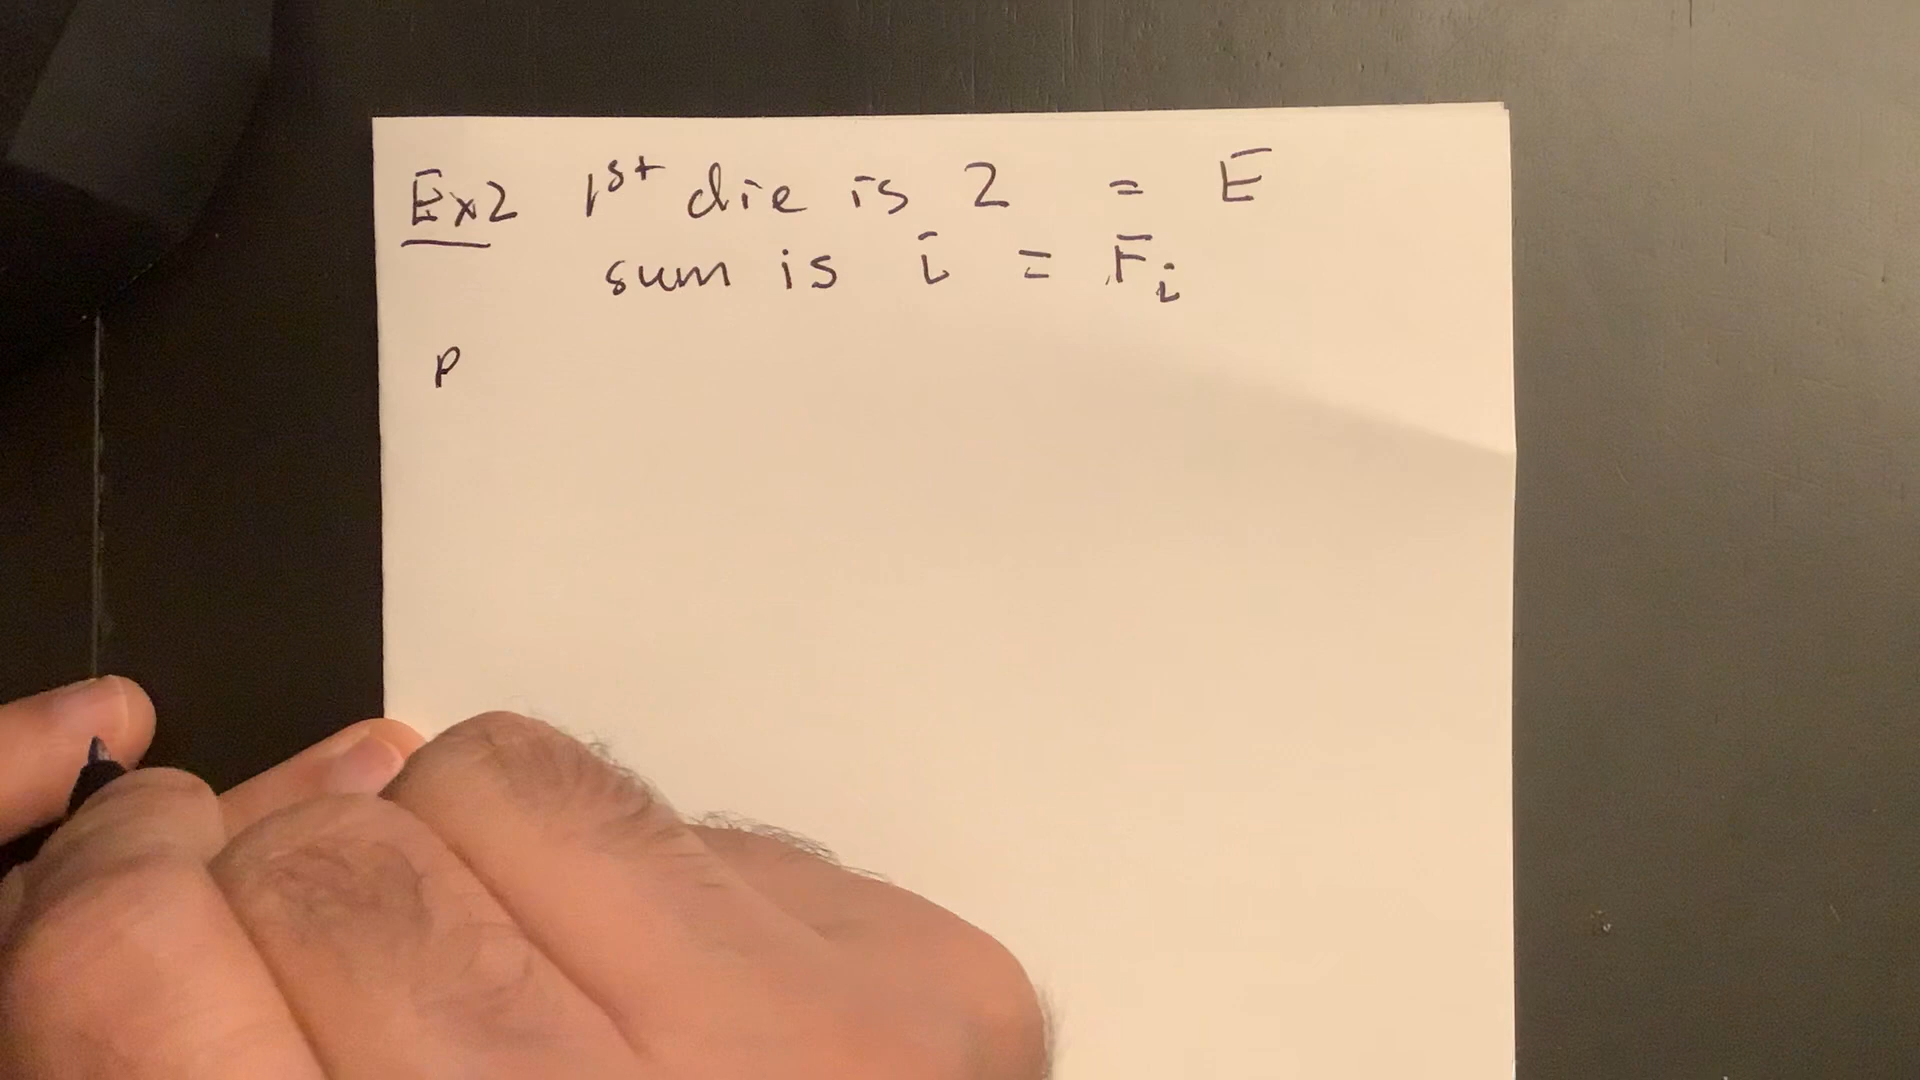 Ex2 1st die is 2 = E
sum is i = Fi
P